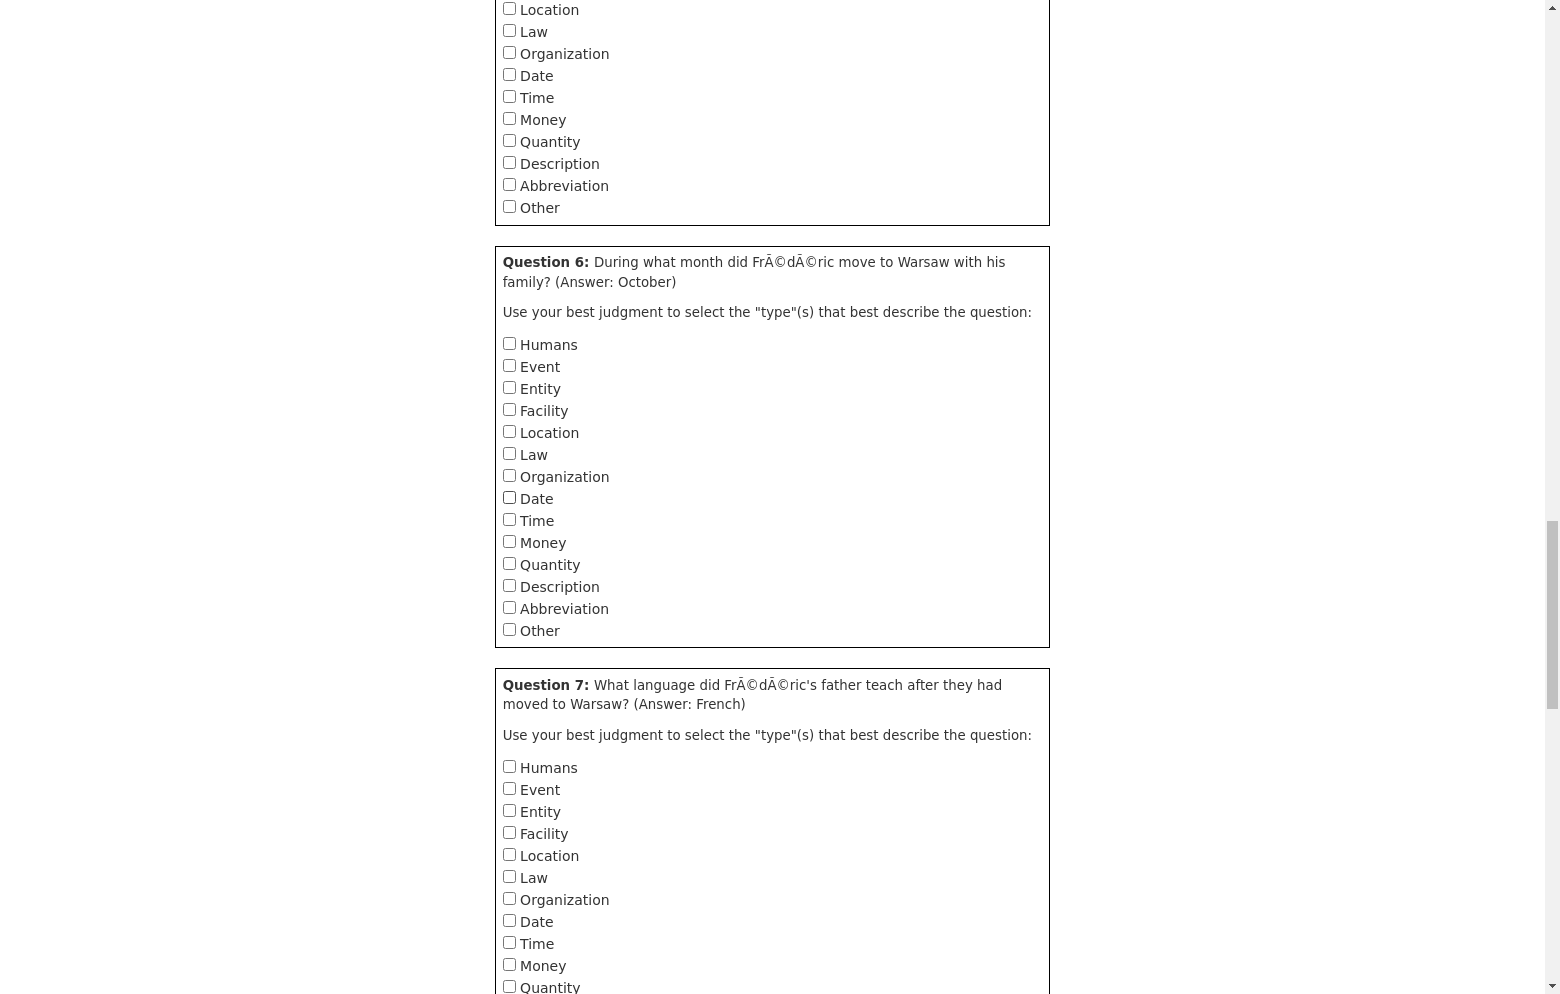 Location
Law
Organization
Date
Time
Money
Quantity
Description
Abbreviation
Other
Question 6: During what month did FrÃ©dÃ©ric move to Warsaw with his
family? (Answer: October)
Use your best judgment to select the "type"(s) that best describe the question:
Humans
Event
Entity
Facility
Location
Law
Organization
Date
Time
Money
Quantity
Description
Abbreviation
Other
Question 7: What language did FrÃ©dÃ©ric's father teach after they had
moved to Warsaw? (Answer: French)
Use your best judgment to select the "type"(s) that best describe the question:
Humans
Event
Entity
Facility
Location
Law
Organization
Date
Time
Money
Quantity